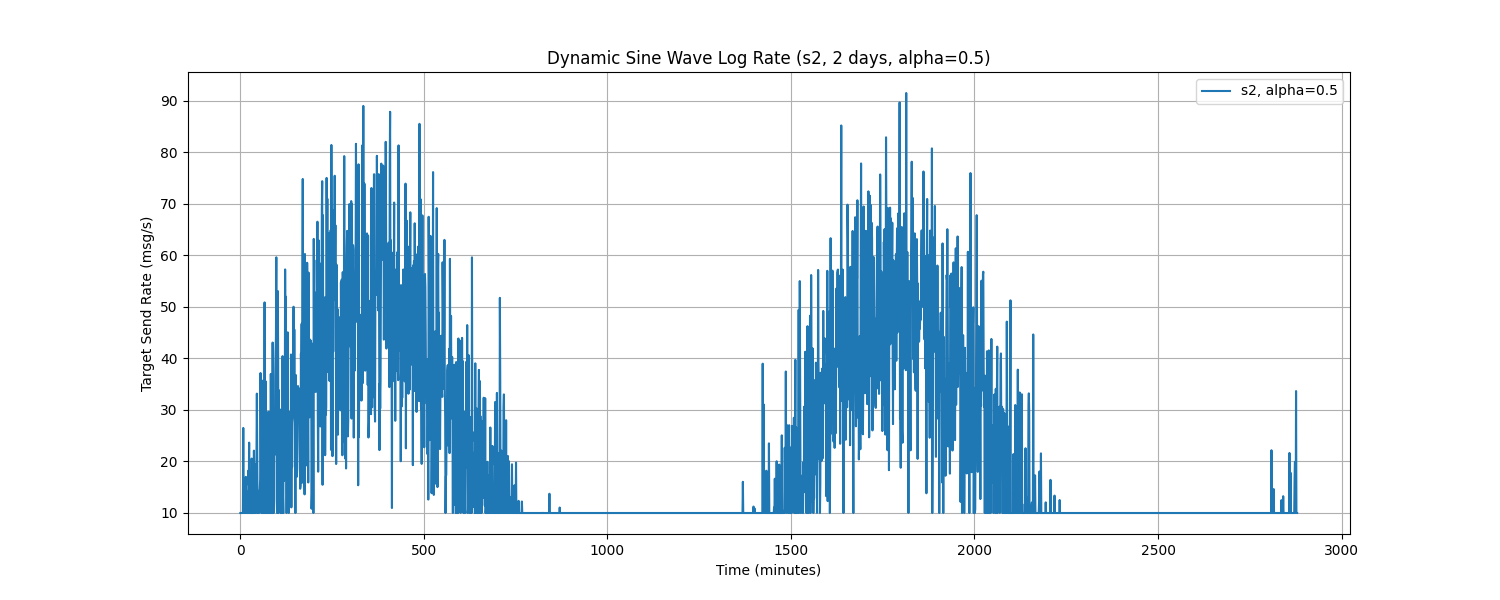 Dynamic Sine Wave Log Rate (s2, 2 days, alpha=0.5)
s2, alpha=0.5
Target Send Rate (msg/s)
90
80
70
60
50
40
30
20
10
0 500 1000 1500 2000 2500 3000
Time (minutes)